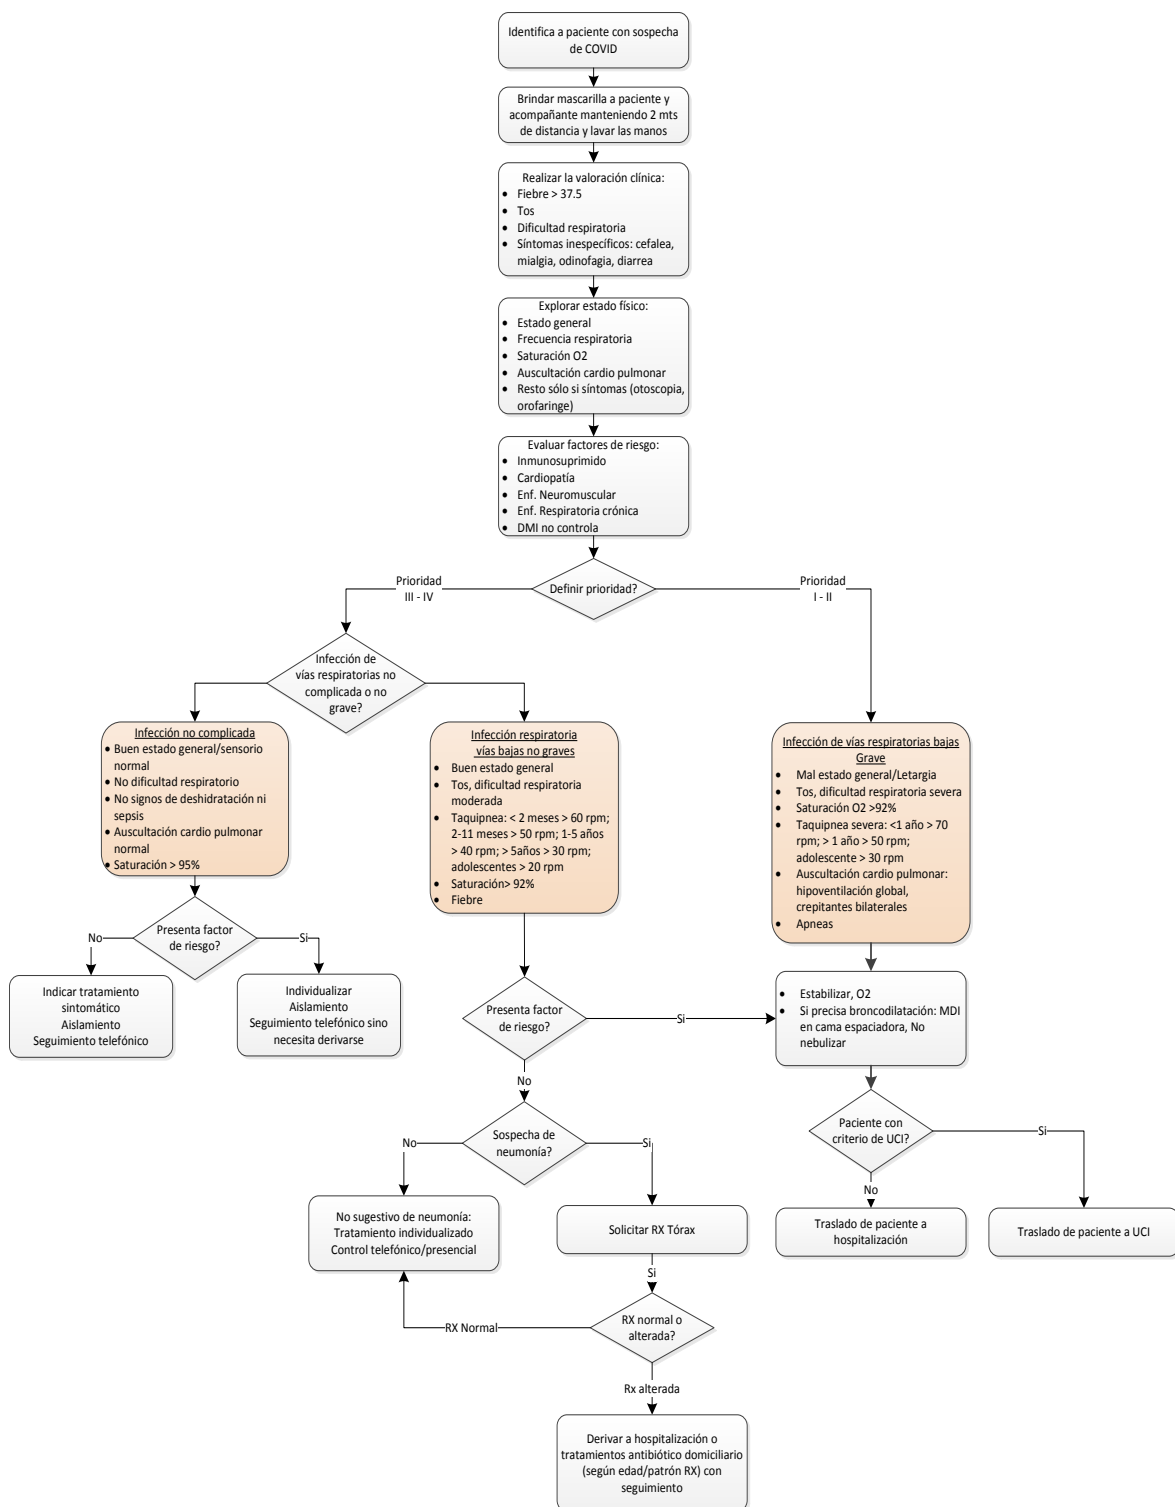 Identifica a paciente con sospecha
de COVID
Brindar mascarilla a paciente y
acompañante manteniendo 2 mts
de distancia y lavar las manos
Realizar la valoración clínica:
• Fiebre > 37.5
• Tos
• Dificultad respiratoria
• Síntomas inespecíficos: cefalea,
mialgia, odinofagia, diarrea
Explorar estado físico:
• Estado general
• Frecuencia respiratoria
• Saturación O2
• Auscultación cardio pulmonar
• Resto sólo si síntomas (otoscopia,
orofaringe)
Evaluar factores de riesgo:
• Inmunosuprimido
• Cardiopatía
• Enf. Neuromuscular
• Enf. Respiratoria crónica
• DMI no controla
Definir prioridad?
Prioridad
III - IV
Prioridad
I - II
Infección de
vías respiratorias no
complicada o no
grave?
Infección no complicada
• Buen estado general/sensorio
normal
• No dificultad respiratorio
• No signos de deshidratación ni
sepsis
• Auscultación cardio pulmonar
normal
• Saturación > 95%
Infección respiratoria
vías bajas no graves
• Buen estado general
• Tos, dificultad respiratoria
moderada
• Taquipnea: < 2 meses > 60 rpm;
2-11 meses > 50 rpm; 1-5 años
> 40 rpm; > 5años > 30 rpm;
adolescentes > 20 rpm
• Saturación> 92%
• Fiebre
Infección de vías respiratorias bajas
Grave
• Mal estado general/Letargia
• Tos, dificultad respiratoria severa
• Saturación O2 >92%
• Taquipnea severa: <1 año > 70
rpm; > 1 año > 50 rpm;
adolescente > 30 rpm
• Auscultación cardio pulmonar:
hipoventilación global,
crepitantes bilaterales
• Apneas
Presenta factor
de riesgo?
No
Si
Indicar tratamiento
sintomático
Aislamiento
Seguimiento telefónico
Individualizar
Aislamiento
Seguimiento telefónico sino
necesita derivarse
Presenta factor
de riesgo?
Si
No
• Estabilizar, O2
• Si precisa broncodilatación: MDI
en cama espaciadora, No
nebulizar
Sospecha de
neumonía?
No
Si
Paciente con
criterio de UCI?
Si
No
No sugestivo de neumonía:
Tratamiento individualizado
Control telefónico/presencial
Solicitar RX Tórax
Traslado de paciente a
hospitalización
Traslado de paciente a UCI
Si
RX normal o
alterada?
RX Normal
Rx alterada
Derivar a hospitalización o
tratamientos antibiótico domiciliario
(según edad/patrón RX) con
seguimiento